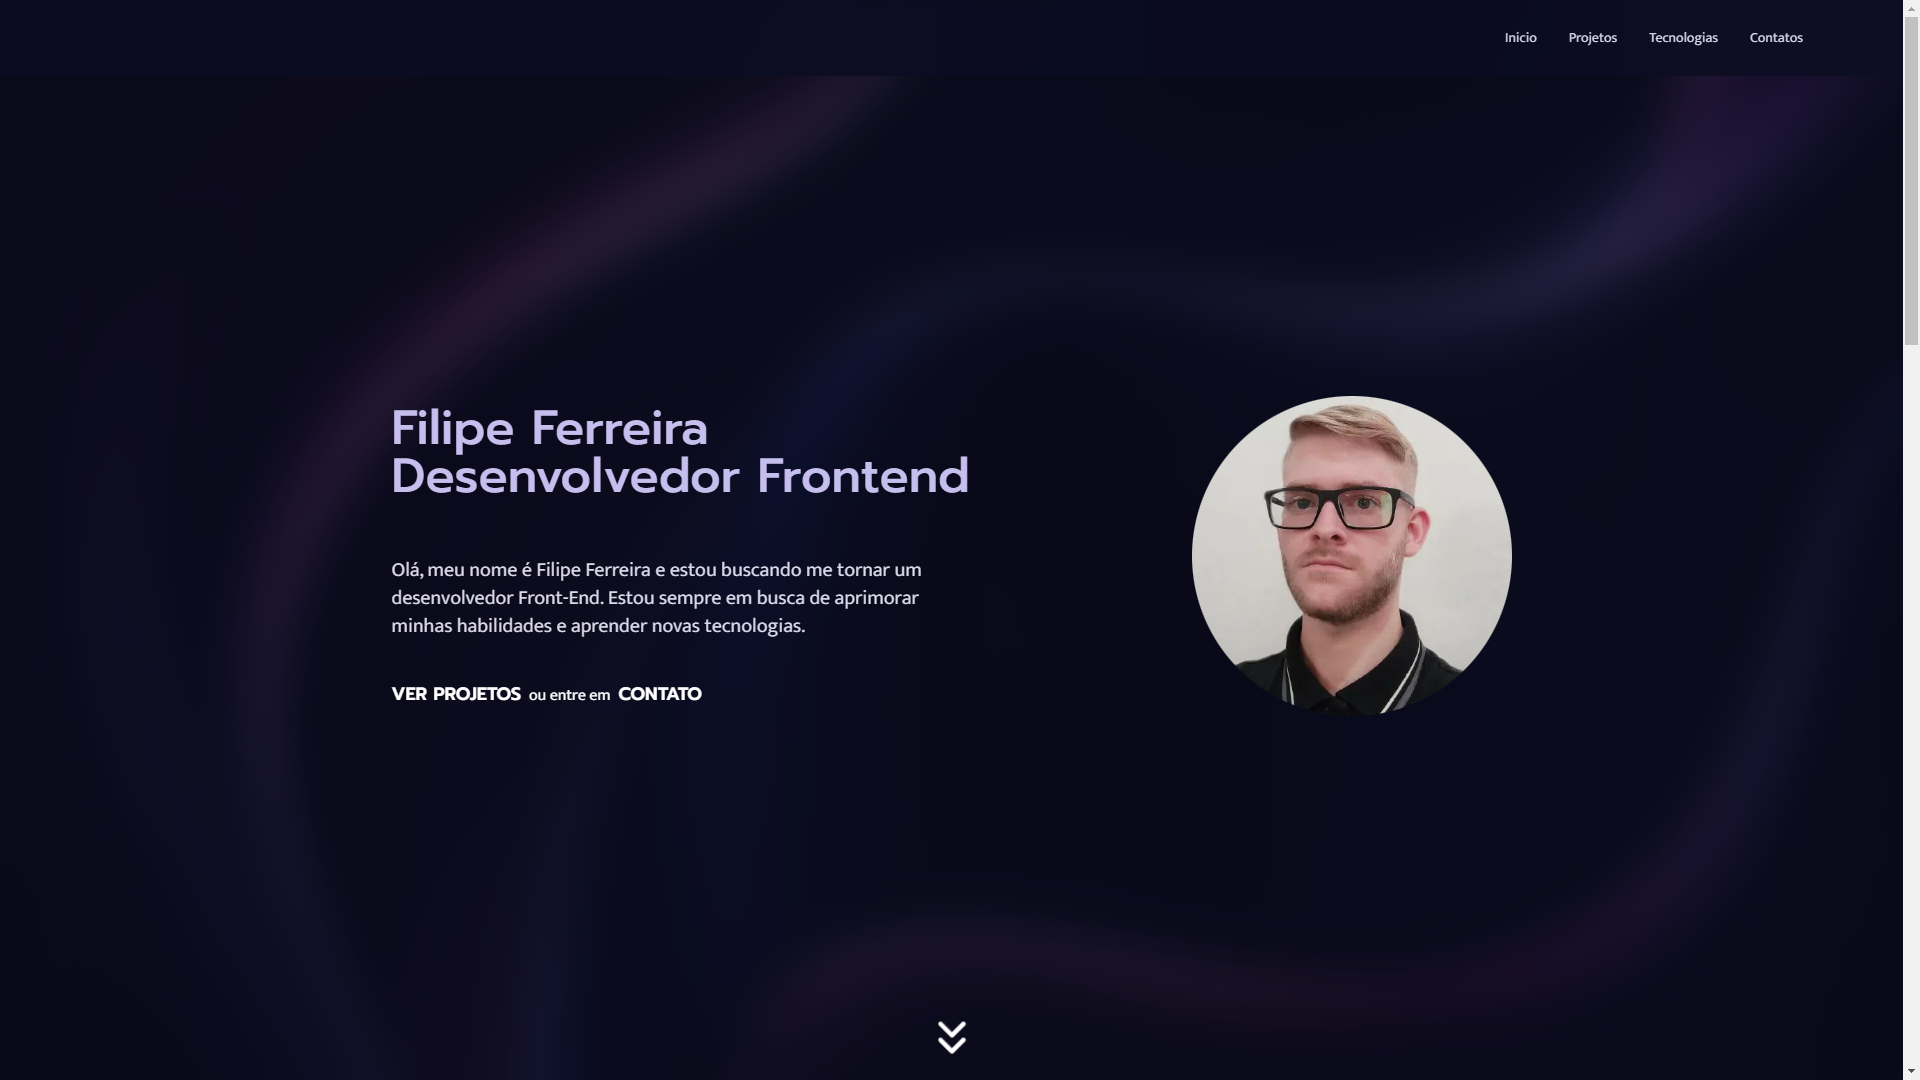 Inicio Projetos Tecnologias Contatos
Filipe Ferreira
Desenvolvedor Frontend
Olá, meu nome é Filipe Ferreira e estou buscando me tornar um
desenvolvedor Front-End. Estou sempre em busca de aprimorar
minhas habilidades e aprender novas tecnologias.
VER PROJETOS ou entre em CONTATO